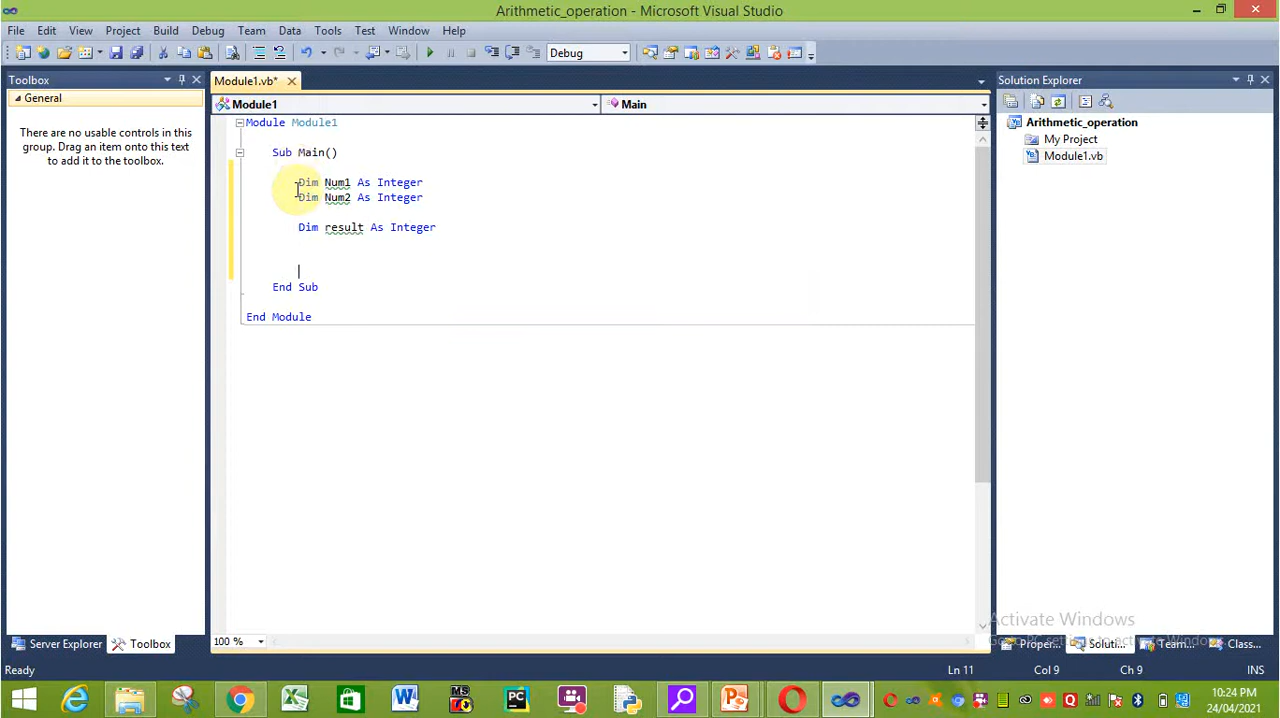 Arithmetic_operation - Microsoft Visual Studio
File Edit View Project Build Debug Team Data Tools Test Window Help
Debug
Toolbox
General
There are no usable controls in this
group. Drag an item onto this text
to add it to the toolbox.
Module1.vb*
Module1
Main
Module Module1
Sub Main()
Dim Num1 As Integer
Dim Num2 As Integer
Dim result As Integer
End Sub
End Module
Solution Explorer
Arithmetic_operation
My Project
Module1.vb
Activate Windows
100 %
Server Explorer
Toolbox
Proper...
Soluti...
Team...
Class...
Ready
Ln 11
Col 9
Ch 9
INS
10:24 PM
24/04/2021